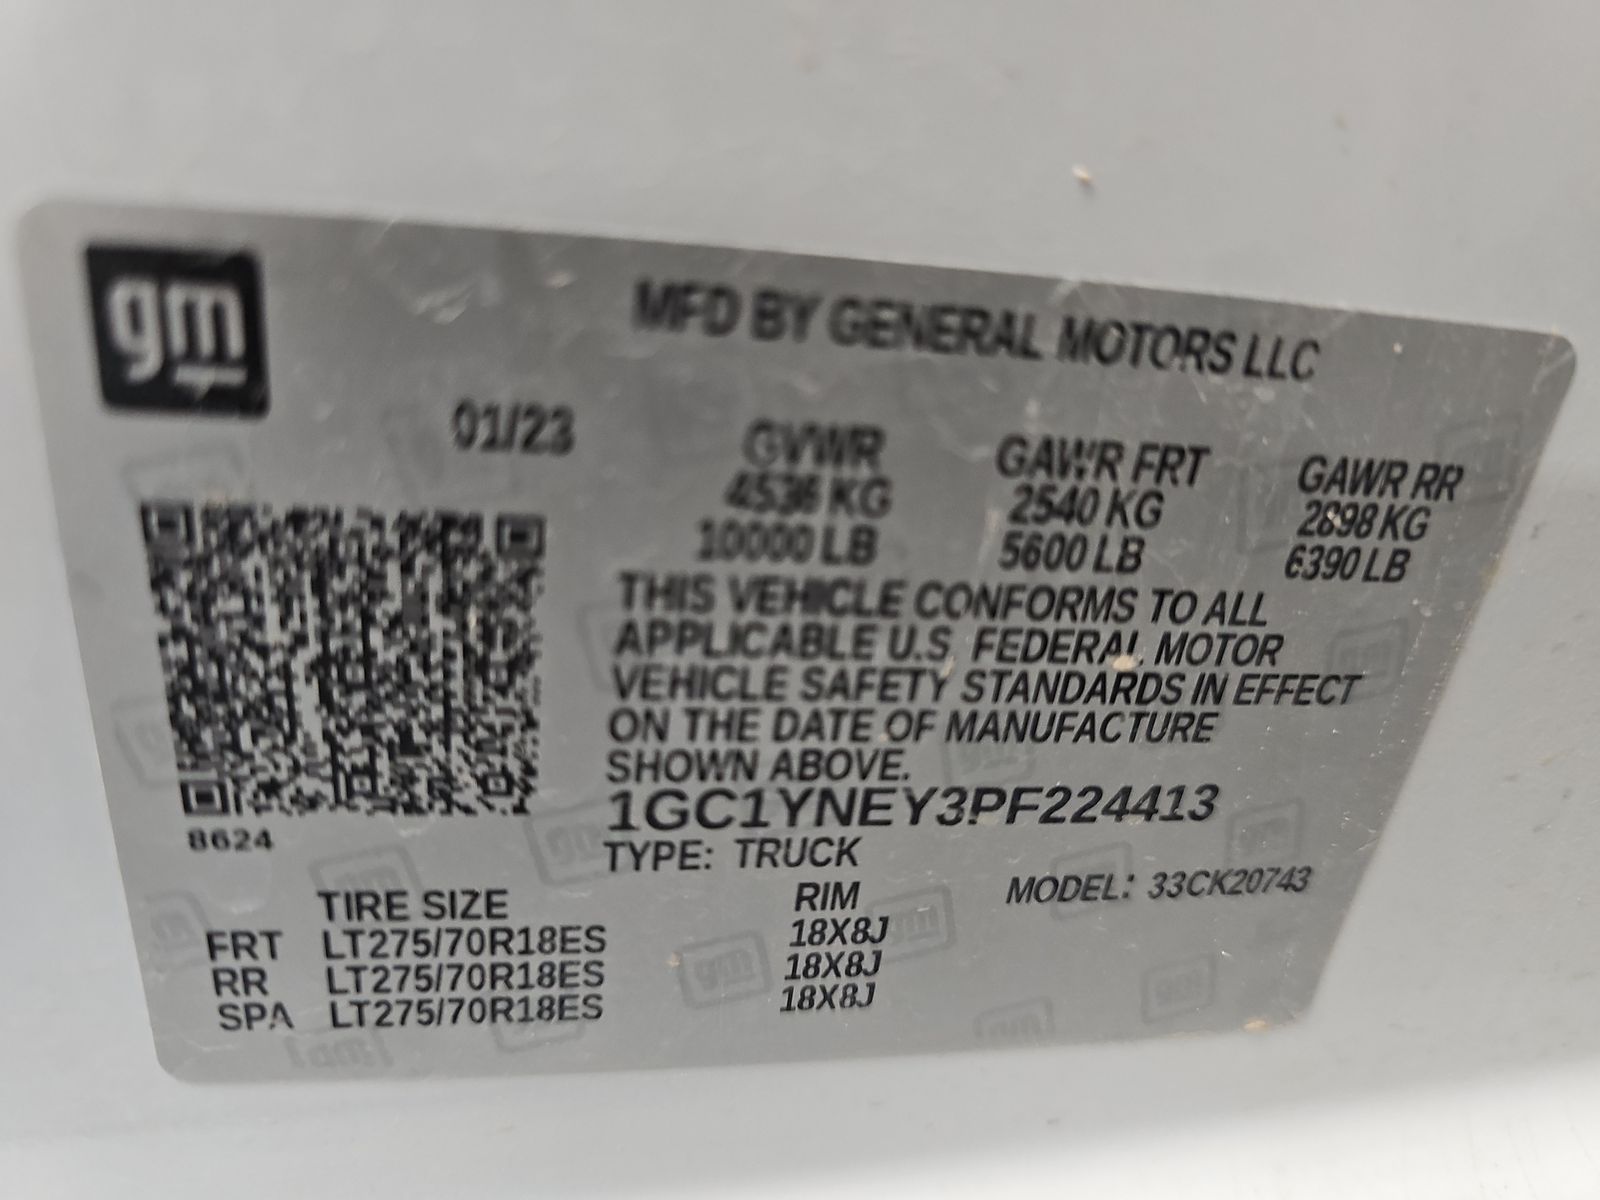 gm
MFD BY GENERAL MOTORS LLC
01/23
GVWR GAWR FRT GAWR RR
4536 KG 2540 KG 2898 KG
10000 LB 5600 LB 6390 LB
THIS VEHICLE CONFORMS TO ALL
APPLICABLE U.S. FEDERAL MOTOR
VEHICLE SAFETY STANDARDS IN EFFECT
ON THE DATE OF MANUFACTURE
SHOWN ABOVE.
1GC1YNEY3PF224413
8624
TYPE: TRUCK
MODEL: 33CK20743
TIRE SIZE RIM
FRT LT275/70R18ES 18X8J
RR LT275/70R18ES 18X8J
SPA LT275/70R18ES 18X8J